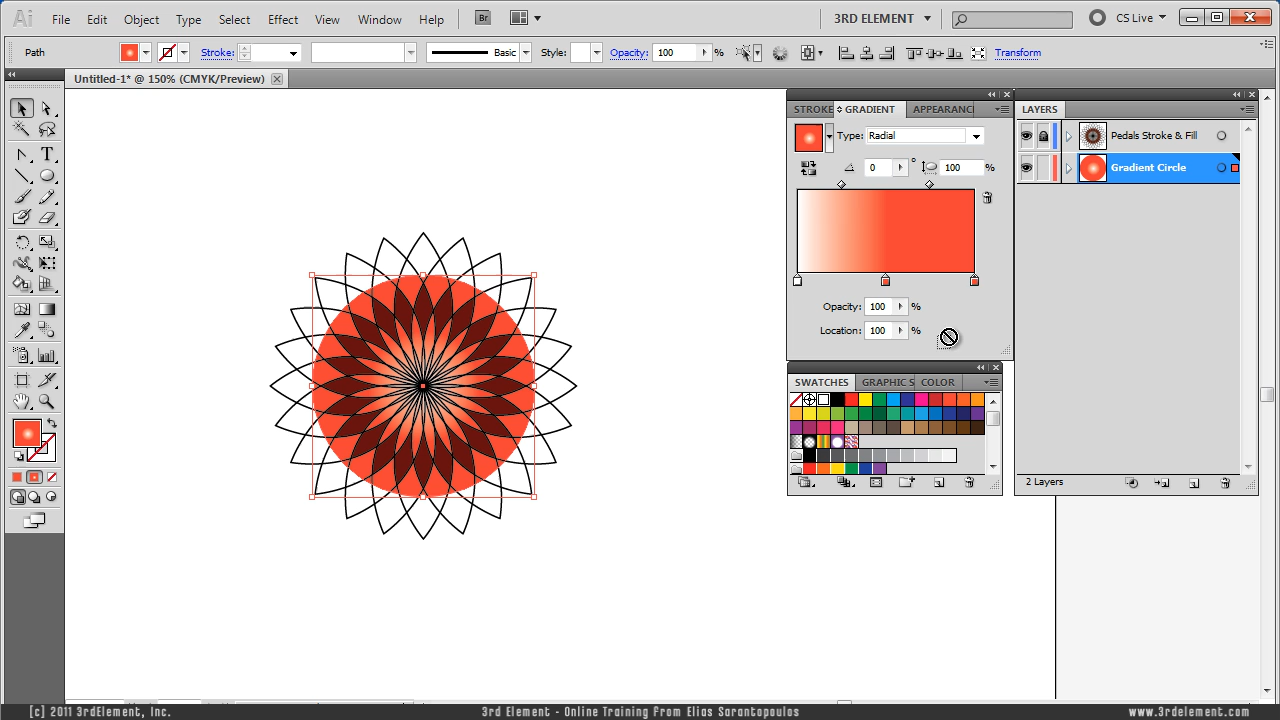 Ai File Edit Object Type Select Effect View Window Help Br 3RD ELEMENT CS Live
Path Stroke: Basic Style: Opacity: 100 % Transform
Untitled-1* @ 150% (CMYK/Preview)
STROKE GRADIENT APPEARANC
Type: Radial
0 ° 100 %
Opacity: 100 %
Location: 100 %
SWATCHES GRAPHIC S COLOR
LAYERS
Pedals Stroke & Fill
Gradient Circle
2 Layers
[c] 2011 3rdElement, Inc. 3rd Element - Online Training From Elias Sarantopoulos www.3rdelement.com